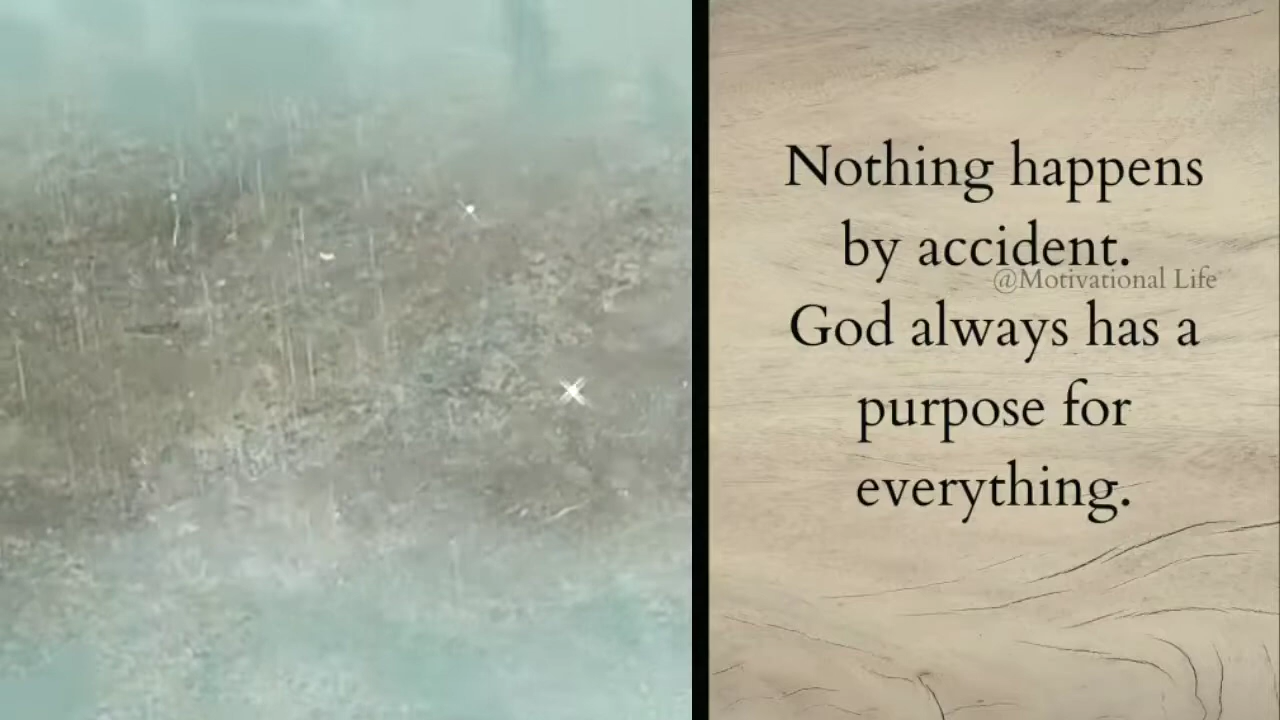 Nothing happens
by accident.
@Motivational Life
God always has a
purpose for
everything.